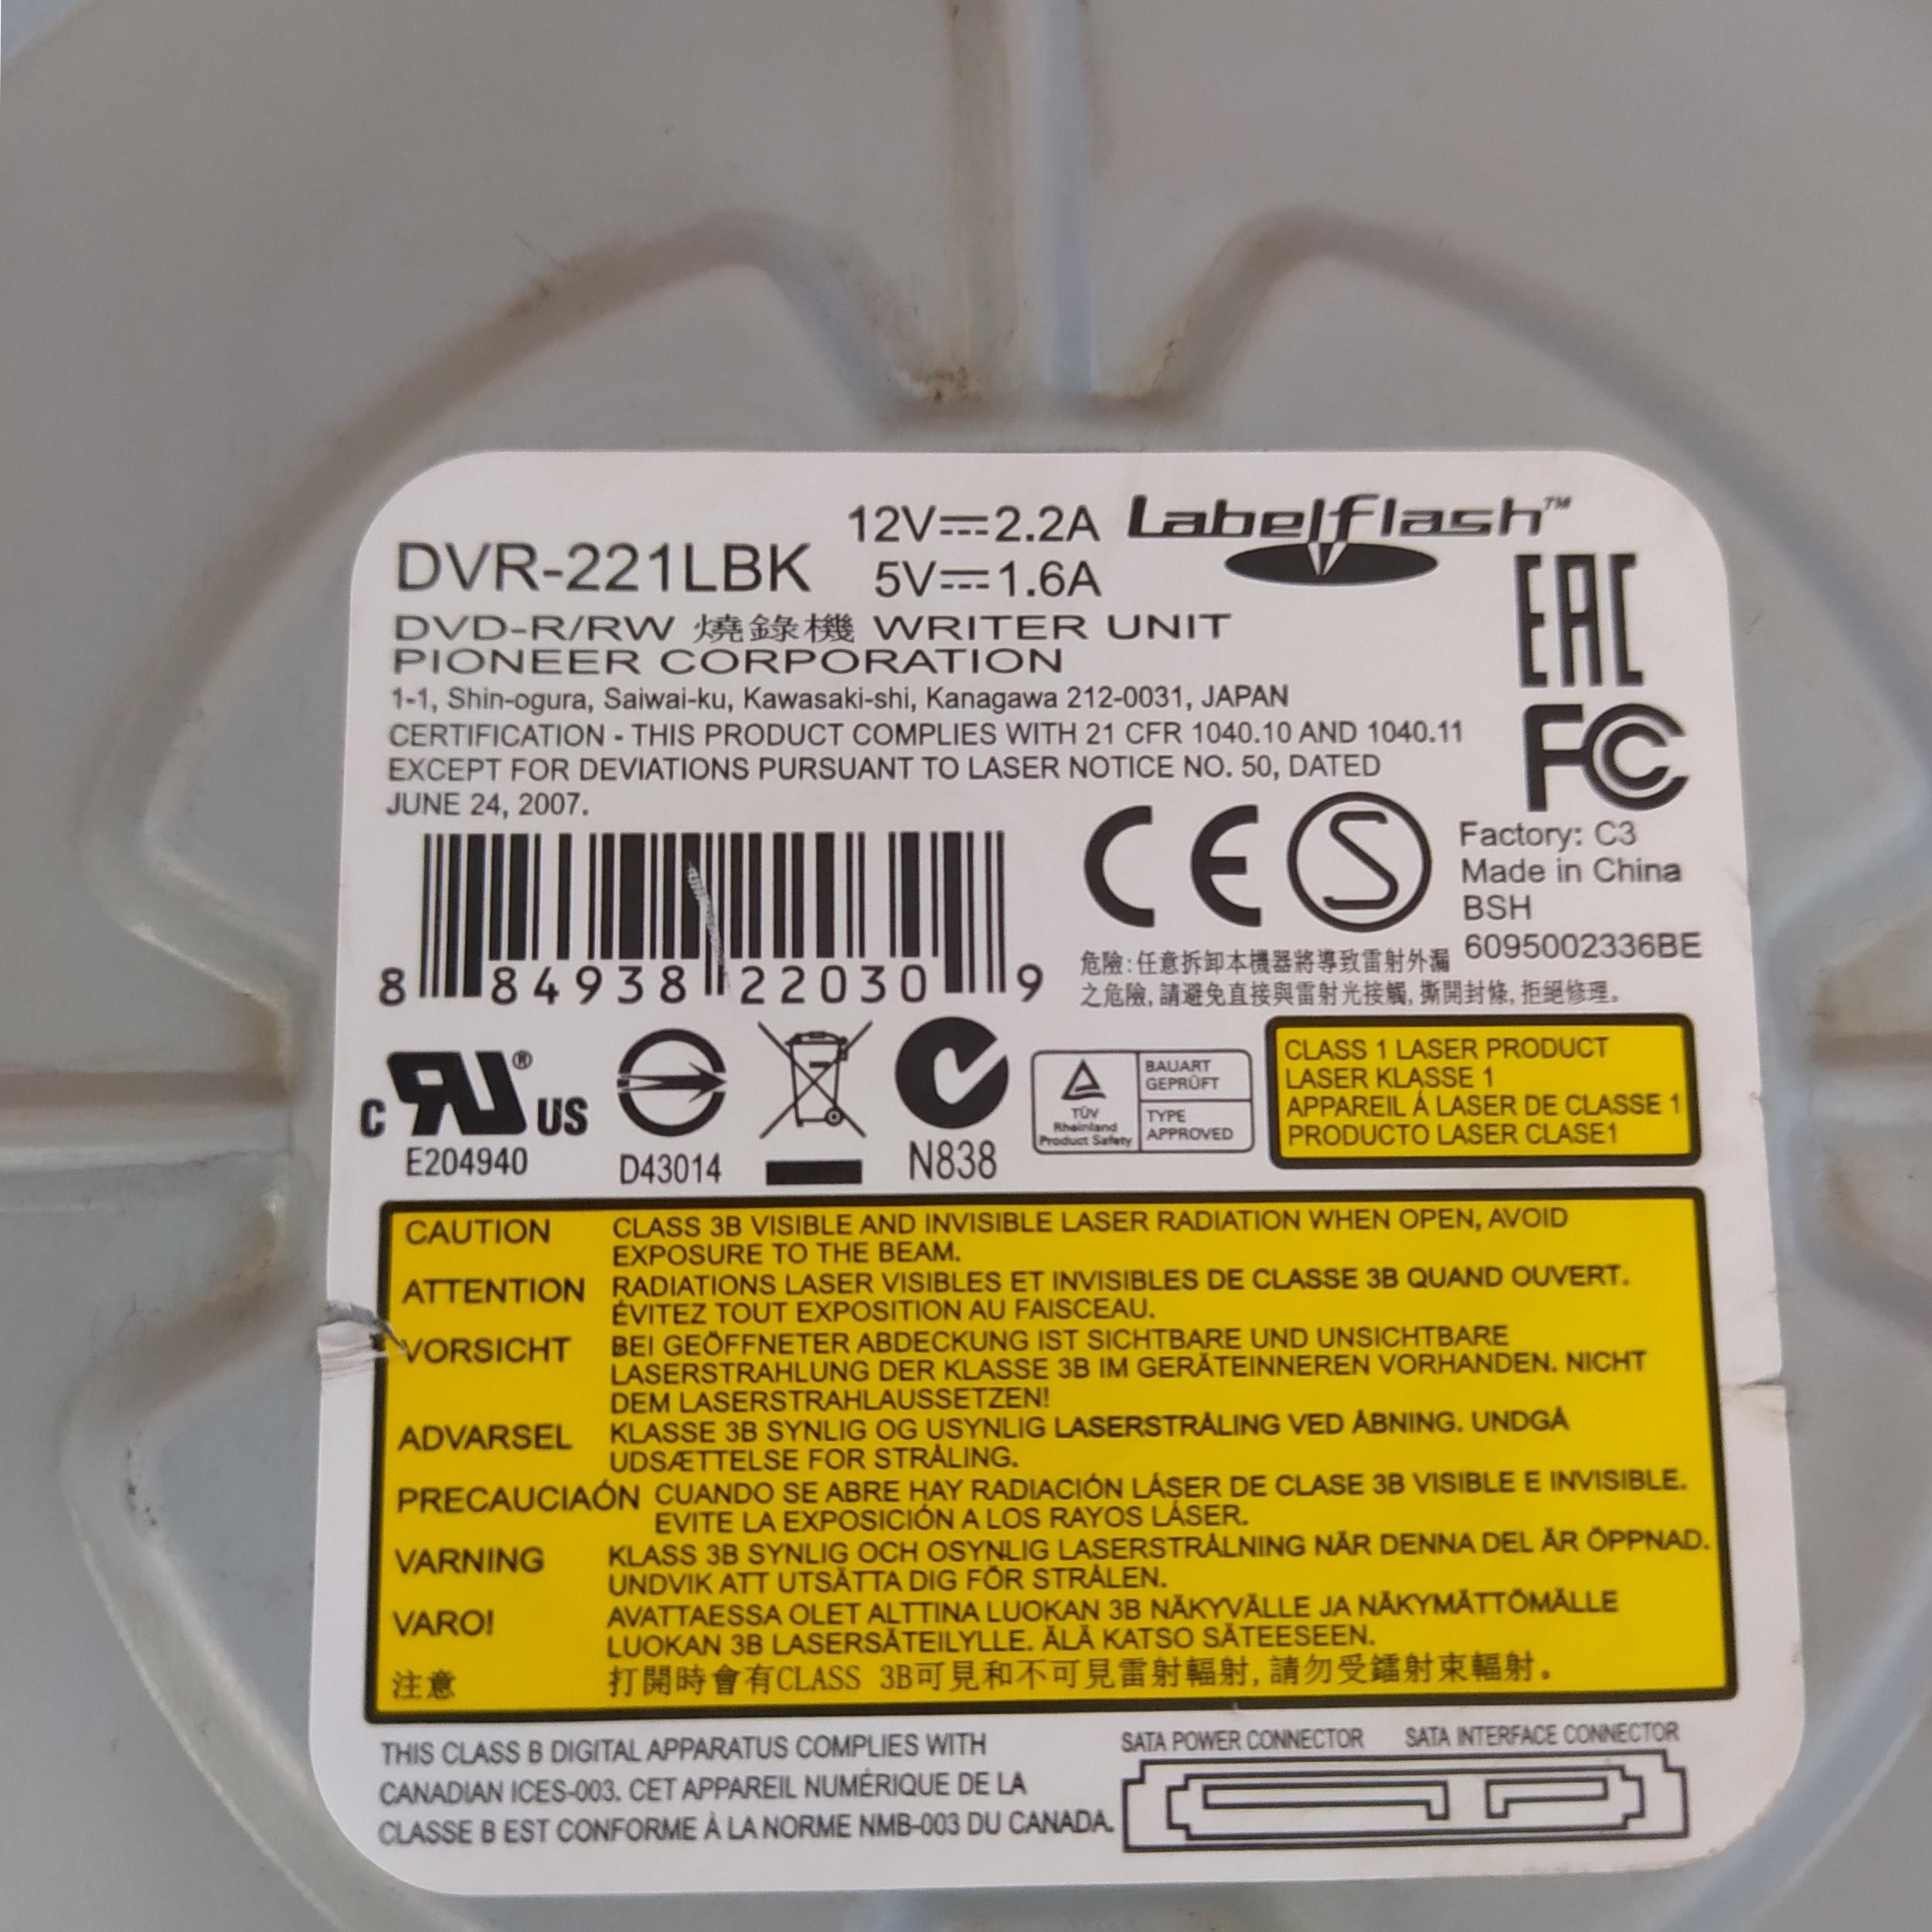 DVR-221LBK
12V⎓2.2A
5V⎓1.6A
Labelflash™
DVD-R/RW 燒錄機 WRITER UNIT
PIONEER CORPORATION
1-1, Shin-ogura, Saiwai-ku, Kawasaki-shi, Kanagawa 212-0031, JAPAN
CERTIFICATION - THIS PRODUCT COMPLIES WITH 21 CFR 1040.10 AND 1040.11
EXCEPT FOR DEVIATIONS PURSUANT TO LASER NOTICE NO. 50, DATED
JUNE 24, 2007.
EAC
FC
CE
S
Factory: C3
Made in China
BSH
6095002336BE
8 84938 22030 9
危險:任意拆卸本機器將導致雷射外漏
之危險,請避免直接與雷射光接觸,撕開封條,拒絕修理。
C RU® US
E204940
D43014
N838
TÜV
Rheinland
Product Safety
BAUART
GEPRÜFT
TYPE
APPROVED
CLASS 1 LASER PRODUCT
LASER KLASSE 1
APPAREIL Á LASER DE CLASSE 1
PRODUCTO LASER CLASE1
CAUTION CLASS 3B VISIBLE AND INVISIBLE LASER RADIATION WHEN OPEN, AVOID
EXPOSURE TO THE BEAM.
ATTENTION RADIATIONS LASER VISIBLES ET INVISIBLES DE CLASSE 3B QUAND OUVERT.
ÉVITEZ TOUT EXPOSITION AU FAISCEAU.
VORSICHT BEI GEÖFFNETER ABDECKUNG IST SICHTBARE UND UNSICHTBARE
LASERSTRAHLUNG DER KLASSE 3B IM GERÄTEINNEREN VORHANDEN. NICHT
DEM LASERSTRAHLAUSSETZEN!
ADVARSEL KLASSE 3B SYNLIG OG USYNLIG LASERSTRÅLING VED ÅBNING. UNDGÅ
UDSÆTTELSE FOR STRÅLING.
PRECAUCIAÓN CUANDO SE ABRE HAY RADIACIÓN LÁSER DE CLASE 3B VISIBLE E INVISIBLE.
EVITE LA EXPOSICIÓN A LOS RAYOS LÁSER.
VARNING KLASS 3B SYNLIG OCH OSYNLIG LASERSTRÅLNING NÄR DENNA DEL ÄR ÖPPNAD.
UNDVIK ATT UTSÄTTA DIG FÖR STRÅLEN.
VARO! AVATTAESSA OLET ALTTINA LUOKAN 3B NÄKYVÄLLE JA NÄKYMÄTTÖMÄLLE
LUOKAN 3B LASERSÄTEILYLLE. ÄLÄ KATSO SÄTEESEEN.
注意 打開時會有CLASS 3B可見和不可見雷射輻射,請勿受鐳射束輻射。
THIS CLASS B DIGITAL APPARATUS COMPLIES WITH
CANADIAN ICES-003. CET APPAREIL NUMÉRIQUE DE LA
CLASSE B EST CONFORME À LA NORME NMB-003 DU CANADA.
SATA POWER CONNECTOR
SATA INTERFACE CONNECTOR